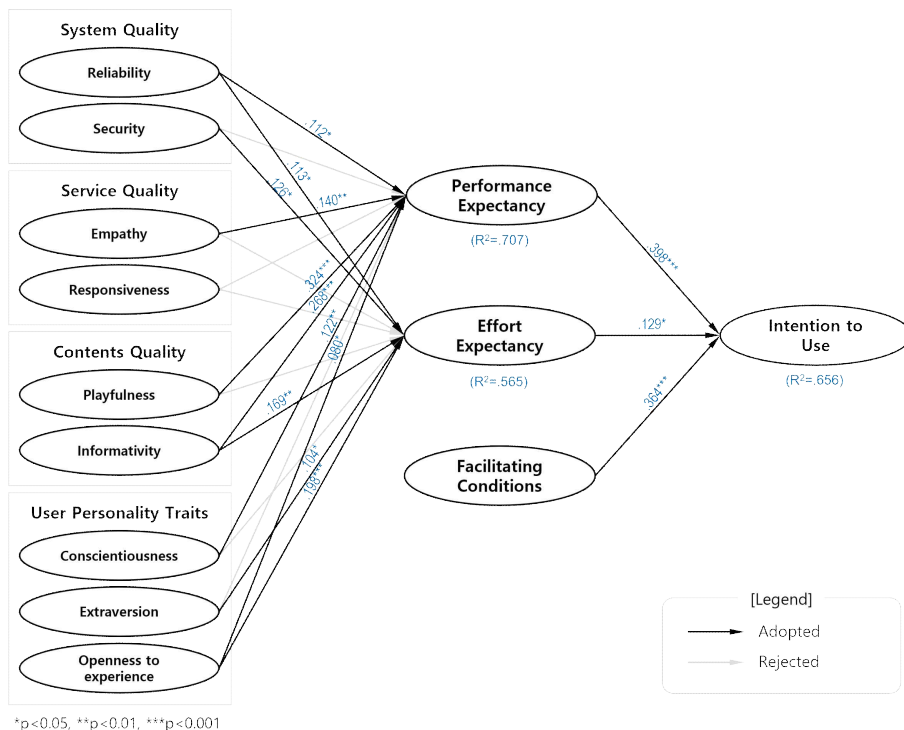 System Quality
Reliability
Security
Service Quality
Empathy
Responsiveness
Contents Quality
Playfulness
Informativity
User Personality Traits
Conscientiousness
Extraversion
Openness to
experience
*p<0.05, **p<0.01, ***p<0.001
.112*
.113*
.126*
.140**
.324***
.268***
.122**
.080*
.169**
.104*
.198***
Performance
Expectancy
(R²=.707)
Effort
Expectancy
(R²=.565)
Facilitating
Conditions
.398***
.129*
.364***
Intention to
Use
(R²=.656)
[Legend]
Adopted
Rejected